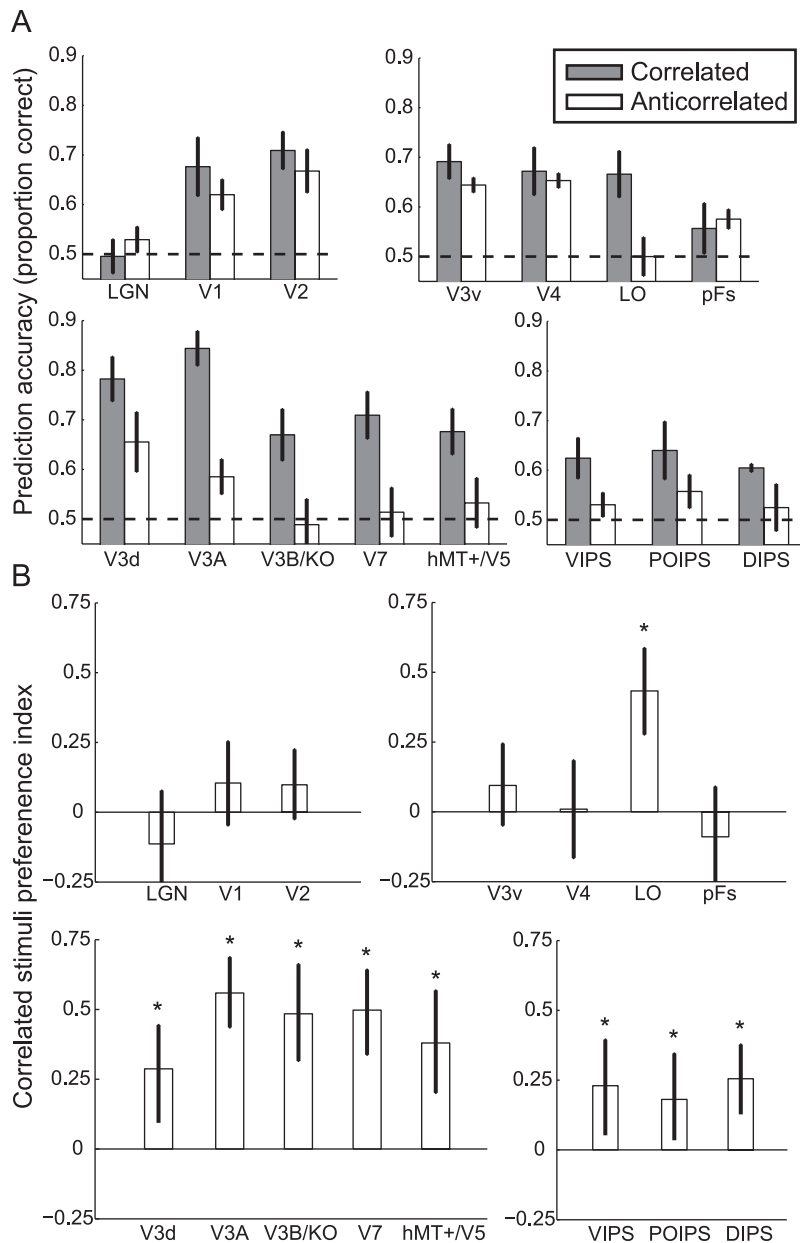 A
Prediction accuracy (proportion correct)
0.9
0.8
0.7
0.6
0.5
LGN V1 V2
0.9
0.8
0.7
0.6
0.5
V3v V4 LO pFs
Correlated
Anticorrelated
0.9
0.8
0.7
0.6
0.5
V3d V3A V3B/KO V7 hMT+/V5
0.9
0.8
0.7
0.6
0.5
VIPS POIPS DIPS
B
Correlated stimuli preferenence index
0.75
0.5
0.25
0
−0.25
LGN V1 V2
0.75
0.5
0.25
0
−0.25
*
V3v V4 LO pFs
0.75
0.5
0.25
0
−0.25
* * * * *
V3d V3A V3B/KO V7 hMT+/V5
0.75
0.5
0.25
0
−0.25
* * *
VIPS POIPS DIPS